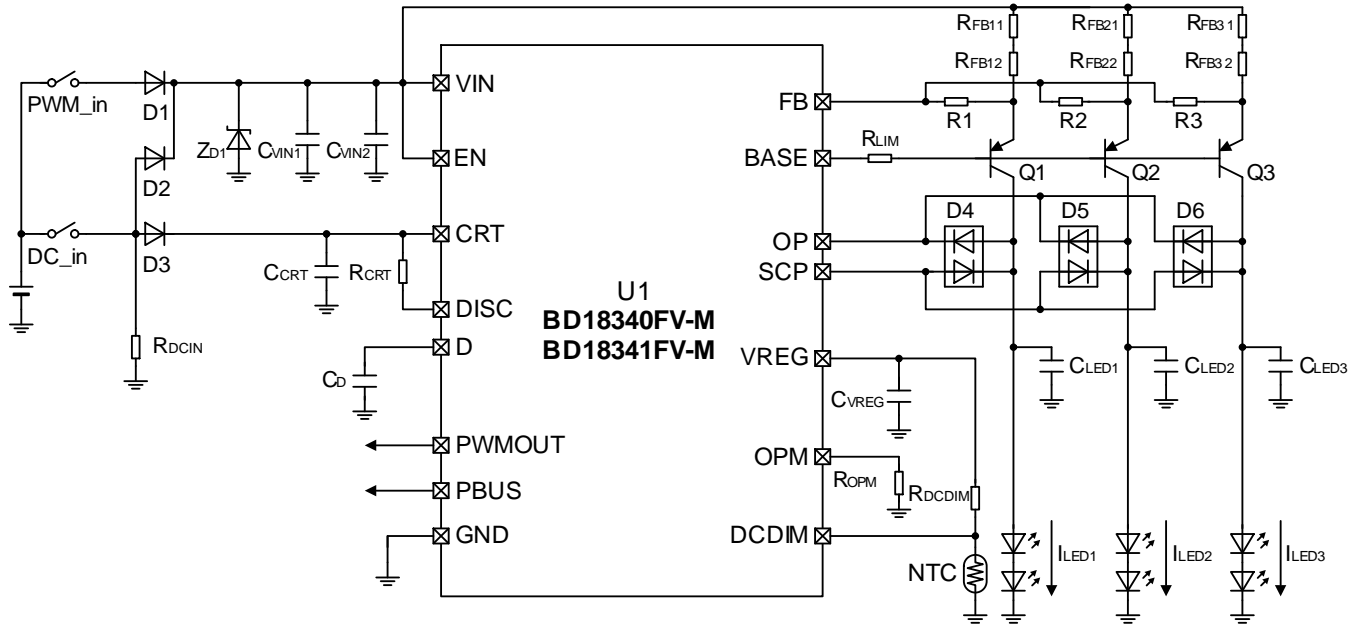 RFB11
RFB21
RFB31
RFB12
RFB22
RFB32
PWM_in
D1
VIN
FB
R1
R2
R3
ZD1
CVIN1
CVIN2
RLIM
D2
EN
BASE
Q1
Q2
Q3
DC_in
D3
CRT
OP
D4
D5
D6
CCRT
RCRT
SCP
U1
BD18340FV-M
BD18341FV-M
DISC
RDCIN
D
VREG
CLED1
CLED2
CLED3
CD
CVREG
PWMOUT
OPM
ROPM
RDCDIM
PBUS
GND
DCDIM
NTC
ILED1
ILED2
ILED3